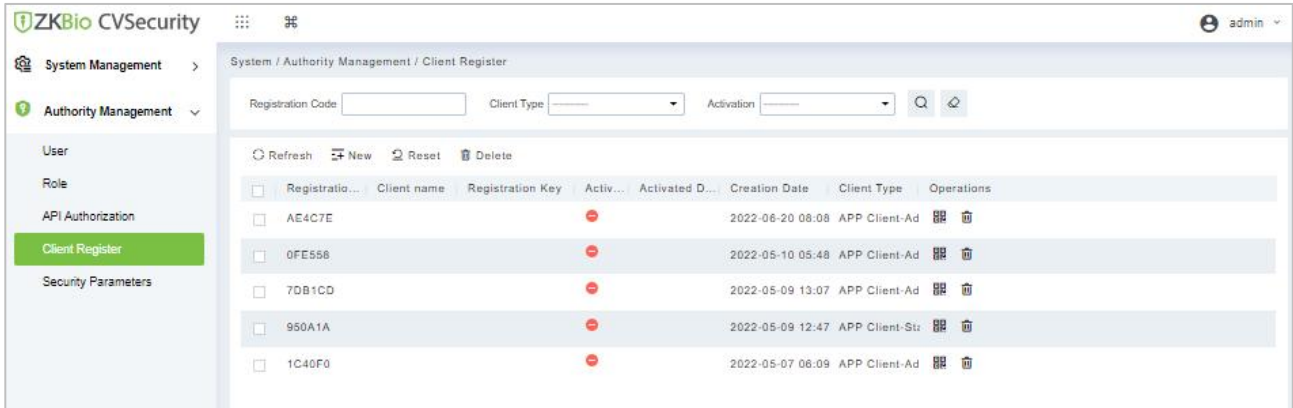 ZKBio CVSecurity
admin
System Management
System / Authority Management / Client Register
Authority Management
Registration Code
Client Type ----------
Activation ----------
User
Role
API Authorization
Client Register
Security Parameters
Refresh New Reset Delete
Registratio... Client name Registration Key Activ... Activated D... Creation Date Client Type Operations
AE4C7E 2022-06-20 08:08 APP Client-Ad
0FE558 2022-05-10 05:48 APP Client-Ad
7DB1CD 2022-05-09 13:07 APP Client-Ad
950A1A 2022-05-09 12:47 APP Client-Sta
1C40F0 2022-05-07 06:09 APP Client-Ad